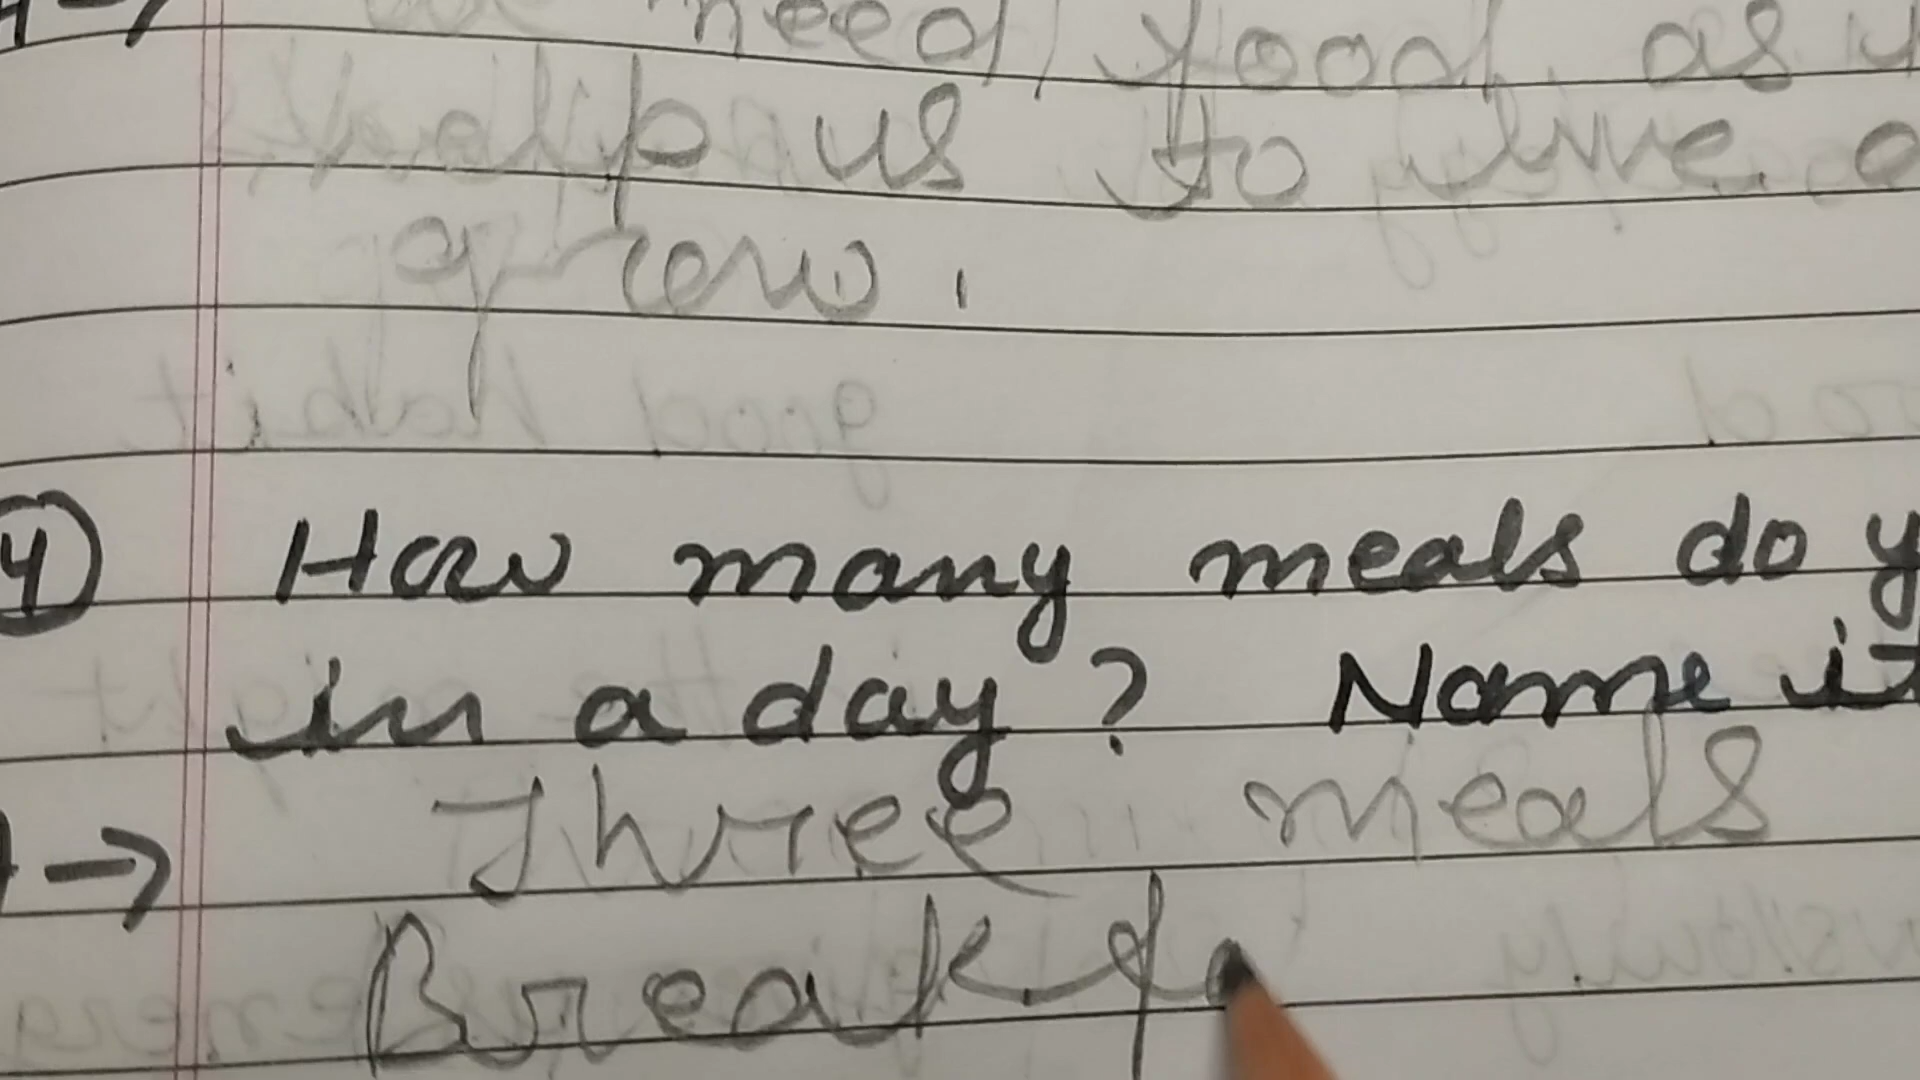 need food as
help us to live
grow.
4 How many meals do y
in a day? Name it
→ Three meals
Breakfa